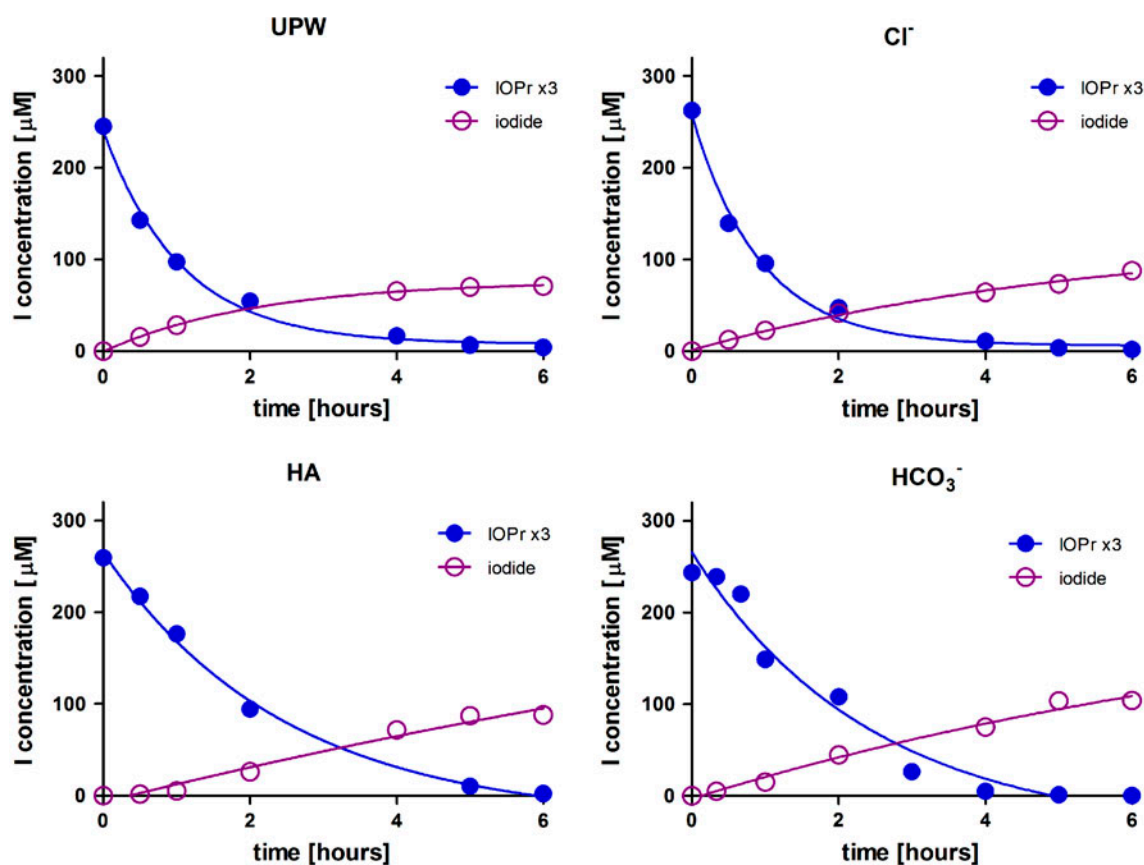 UPW
I concentration [ μM]
300
200
100
0
IOPr x3
iodide
0 2 4 6
time [hours]
Cl⁻
I concentration [ μM]
300
200
100
0
IOPr x3
iodide
0 2 4 6
time [hours]
HA
I concentration [ μM]
300
200
100
0
IOPr x3
iodide
0 2 4 6
time [hours]
HCO₃⁻
I concentration [ μM]
300
200
100
0
IOPr x3
iodide
0 2 4 6
time [hours]